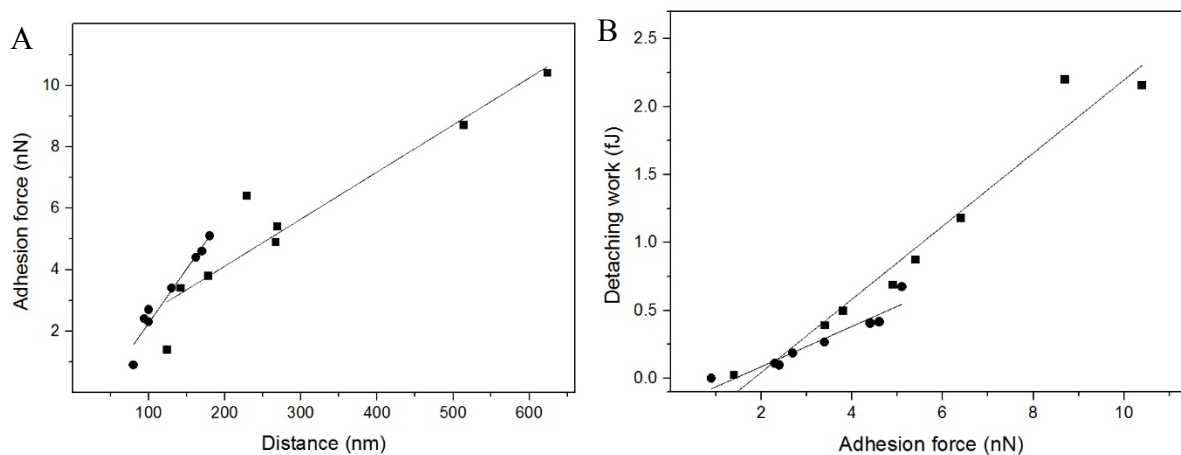 A
Adhesion force (nN)
10
8
6
4
2
100 200 300 400 500 600
Distance (nm)
B
Detaching work (fJ)
2.5
2.0
1.5
1.0
0.5
0.0
2 4 6 8 10
Adhesion force (nN)